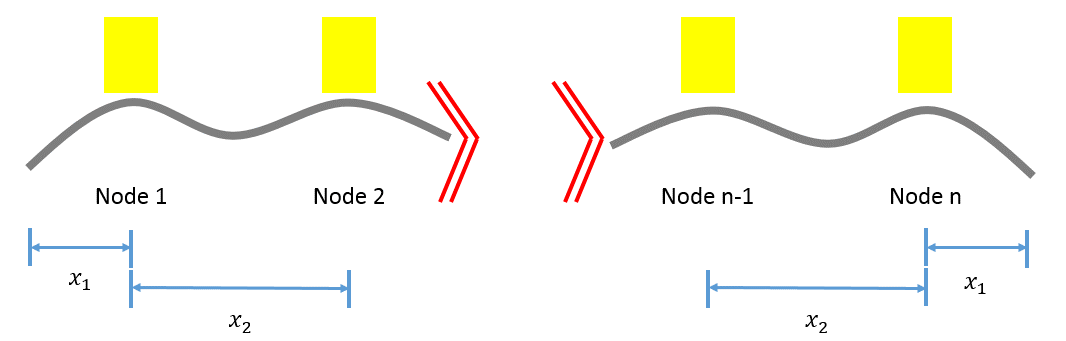 Node 1 Node 2 Node n-1 Node n
x₁ x₁
x₂ x₂